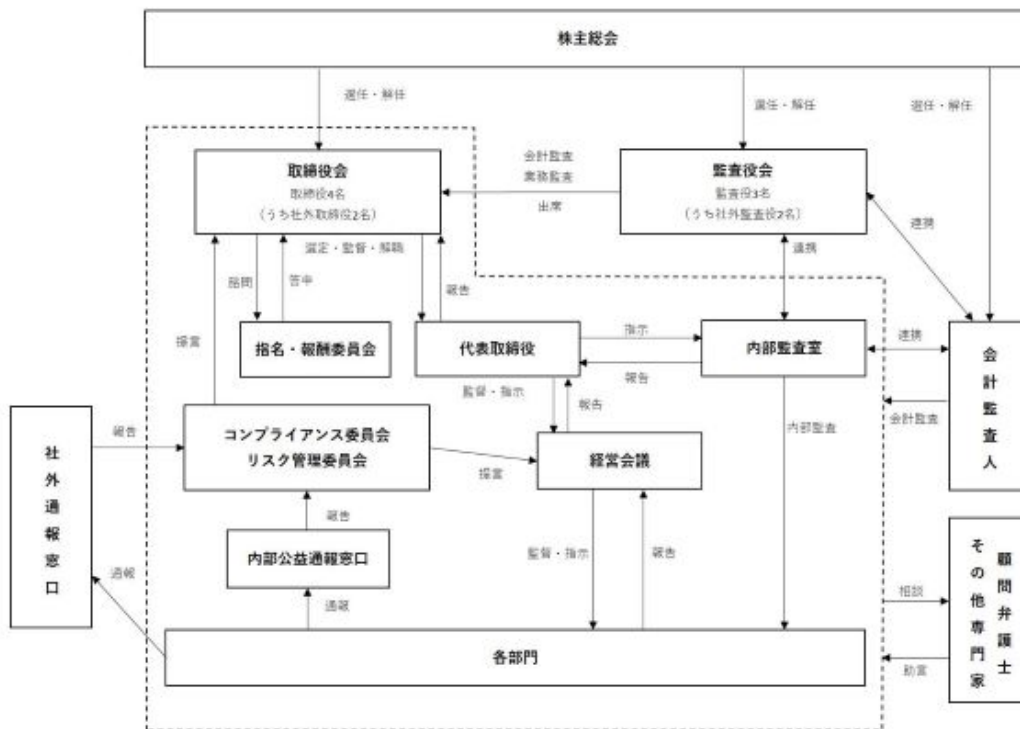 株主総会
選任・解任
選任・解任
選任・解任
取締役会
取締役4名
（うち社外取締役2名）
会計監査
業務監査
出席
監査役会
監査役3名
（うち社外監査役2名）
連携
選定・監督・解職
連携
諮問
答申
報告
提言
指名・報酬委員会
代表取締役
指示
報告
内部監査室
連携
会計監査人
会計監査
監督・指示
報告
内部監査
社外通報窓口
報告
コンプライアンス委員会
リスク管理委員会
提言
経営会議
報告
内部公益通報窓口
監督・指示
報告
通報
通報
相談
助言
顧問弁護士
その他専門家
各部門